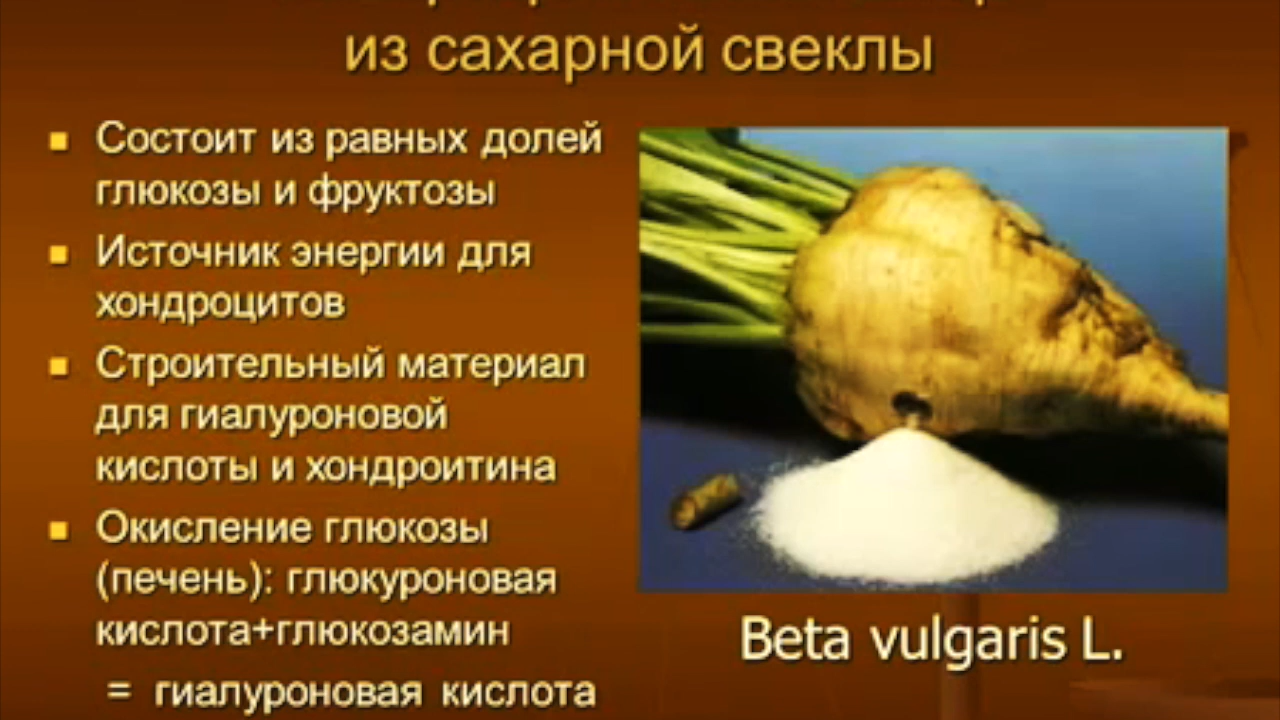 из сахарной свеклы
Состоит из равных долей
глюкозы и фруктозы
Источник энергии для
хондроцитов
Строительный материал
для гиалуроновой
кислоты и хондроитина
Окисление глюкозы
(печень): глюкуроновая
кислота+глюкозамин
= гиалуроновая кислота
Beta vulgaris L.